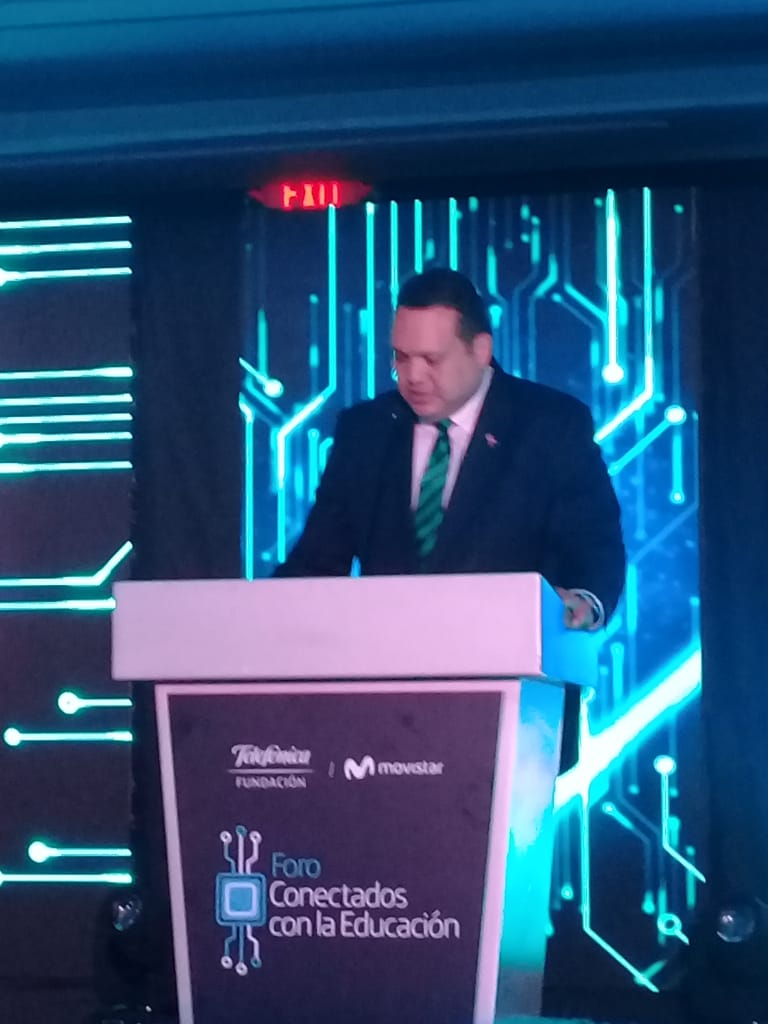 EXIT
Telefónica
FUNDACIÓN
movistar
Foro
Conectados
con la Educación